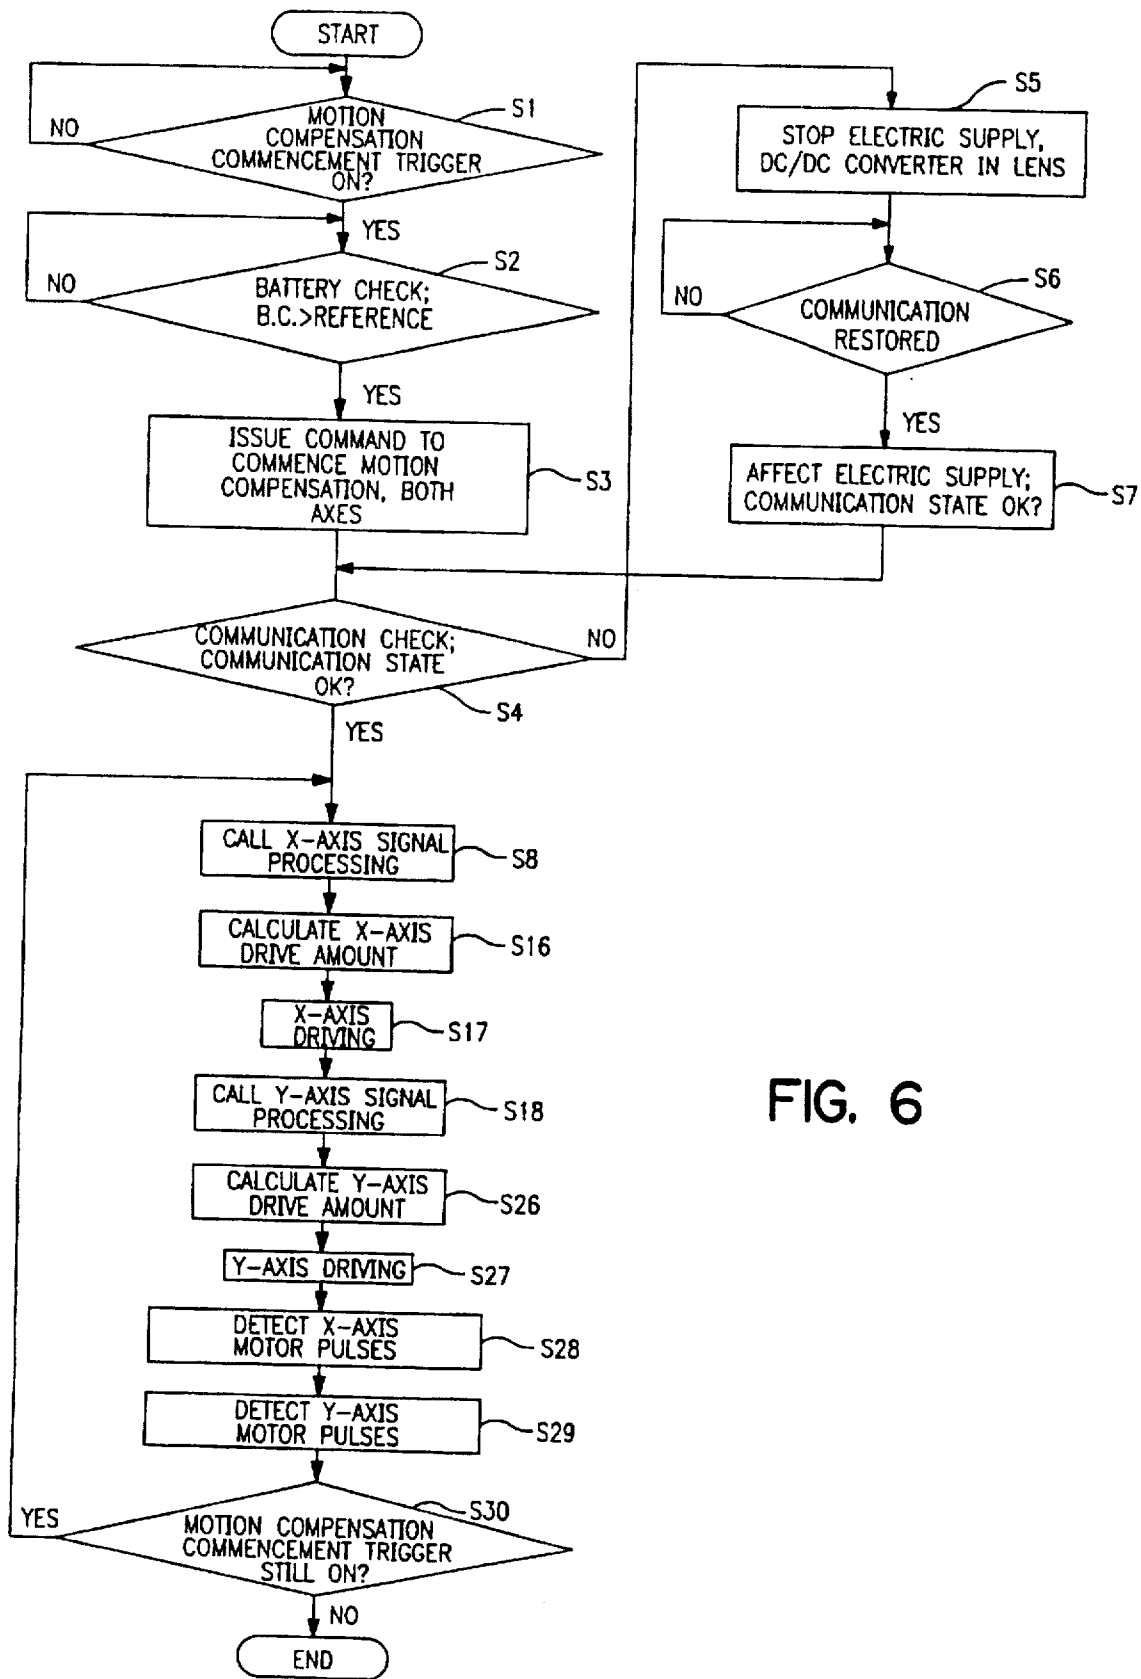 START
S1
MOTION
COMPENSATION
COMMENCEMENT TRIGGER
ON?
NO
YES
S2
BATTERY CHECK;
B.C.>REFERENCE
NO
YES
ISSUE COMMAND TO
COMMENCE MOTION
COMPENSATION, BOTH
AXES
S3
COMMUNICATION CHECK;
COMMUNICATION STATE
OK?
NO
S4
YES
S5
STOP ELECTRIC SUPPLY,
DC/DC CONVERTER IN LENS
S6
COMMUNICATION
RESTORED
NO
YES
AFFECT ELECTRIC SUPPLY;
COMMUNICATION STATE OK?
S7
CALL X-AXIS SIGNAL
PROCESSING
S8
CALCULATE X-AXIS
DRIVE AMOUNT
S16
X-AXIS
DRIVING
S17
CALL Y-AXIS SIGNAL
PROCESSING
S18
CALCULATE Y-AXIS
DRIVE AMOUNT
S26
Y-AXIS DRIVING
S27
DETECT X-AXIS
MOTOR PULSES
S28
DETECT Y-AXIS
MOTOR PULSES
S29
S30
YES
MOTION COMPENSATION
COMMENCEMENT TRIGGER
STILL ON?
NO
END
FIG. 6